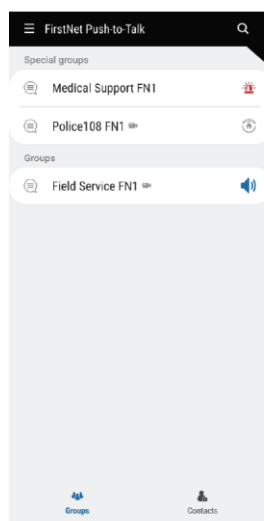 FirstNet Push-to-Talk
Special groups
Medical Support FN1
Police108 FN1
Groups
Field Service FN1
Groups
Contacts